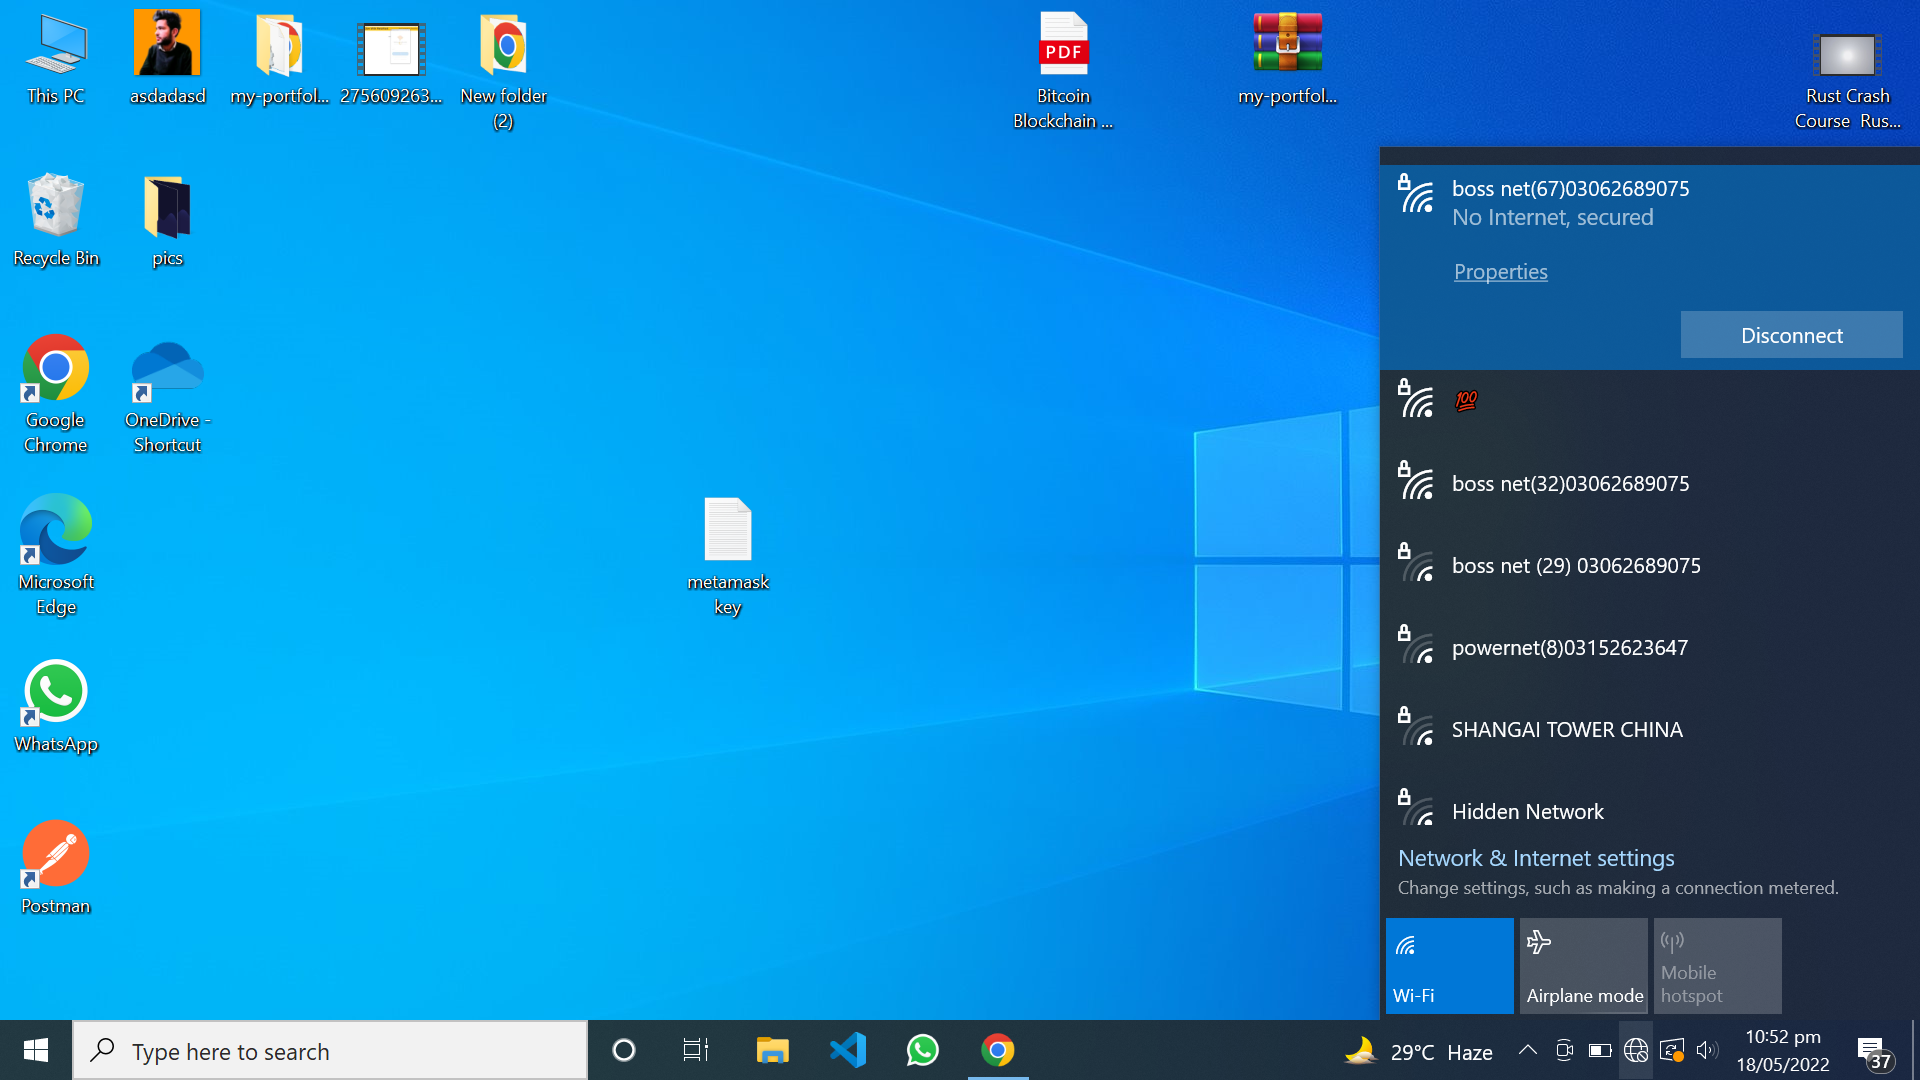 This PC
asdadasd
my-portfol...
275609263...
New folder
(2)
PDF
Bitcoin
Blockchain ...
my-portfol...
Rust Crash
Course Rus...
Recycle Bin
pics
Google
Chrome
OneDrive -
Shortcut
Microsoft
Edge
metamask
key
WhatsApp
Postman
boss net(67)03062689075
No Internet, secured
Properties
Disconnect
💯
boss net(32)03062689075
boss net (29) 03062689075
powernet(8)03152623647
SHANGAI TOWER CHINA
Hidden Network
Network & Internet settings
Change settings, such as making a connection metered.
Wi-Fi
Airplane mode
Mobile
hotspot
Type here to search
29°C Haze
10:52 pm
18/05/2022
37